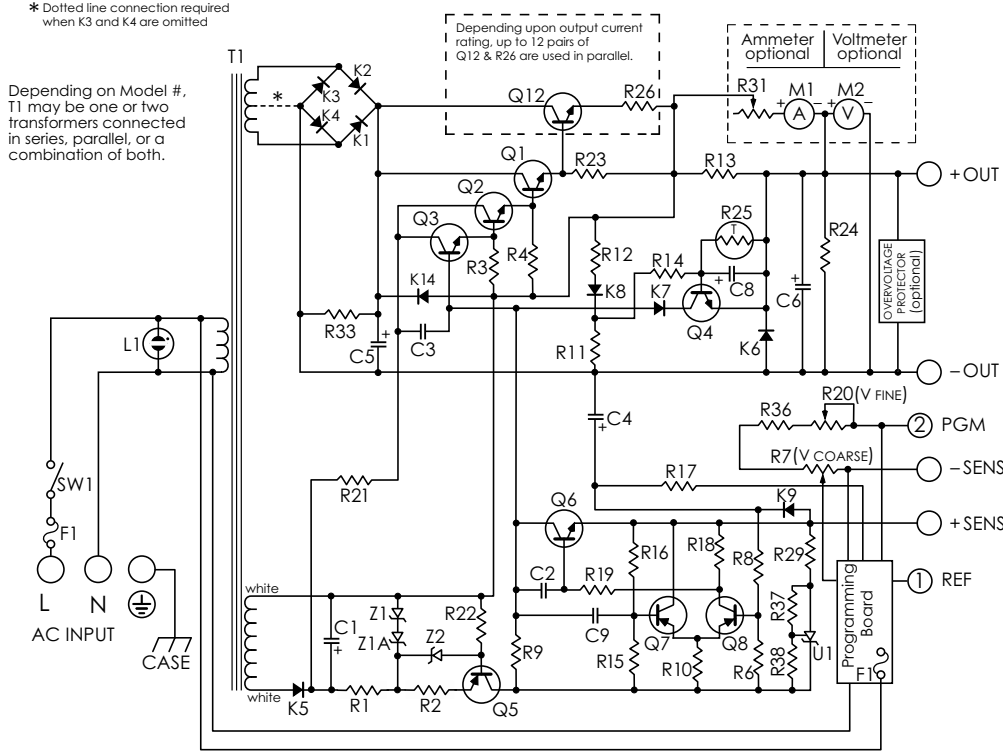 * Dotted line connection required
when K3 and K4 are omitted
T1
Depending on Model #,
T1 may be one or two
transformers connected
in series, parallel, or a
combination of both.
*
K2
K3
K4
K1
Depending upon output current
rating, up to 12 pairs of
Q12 & R26 are used in parallel.
Q12
R26
Ammeter
optional
Voltmeter
optional
R31
M1
M2
+
A
−
+
V
−
Q1
R23
R13
+OUT
Q2
Q3
R25
T
R24
R3
R4
R12
R14
K14
K8
K7
+
C8
+
C6
OVERVOLTAGE
PROTECTOR
(optional)
Q4
R33
C5
+
C3
R11
K6
L1
−OUT
C4
+
R20(V FINE)
R36
2
PGM
R7(V COARSE)
−SENS
R17
R21
SW1
Q6
K9
+SENS
F1
R16
R18
R8
R29
L
N
AC INPUT
CASE
white
C2
R19
1
REF
C1
+
Z1
Z1A
Z2
R22
C9
Q7
Q8
R37
Programming
Board
U1
R9
R15
R10
R6
R38
F1
white
K5
R1
R2
Q5